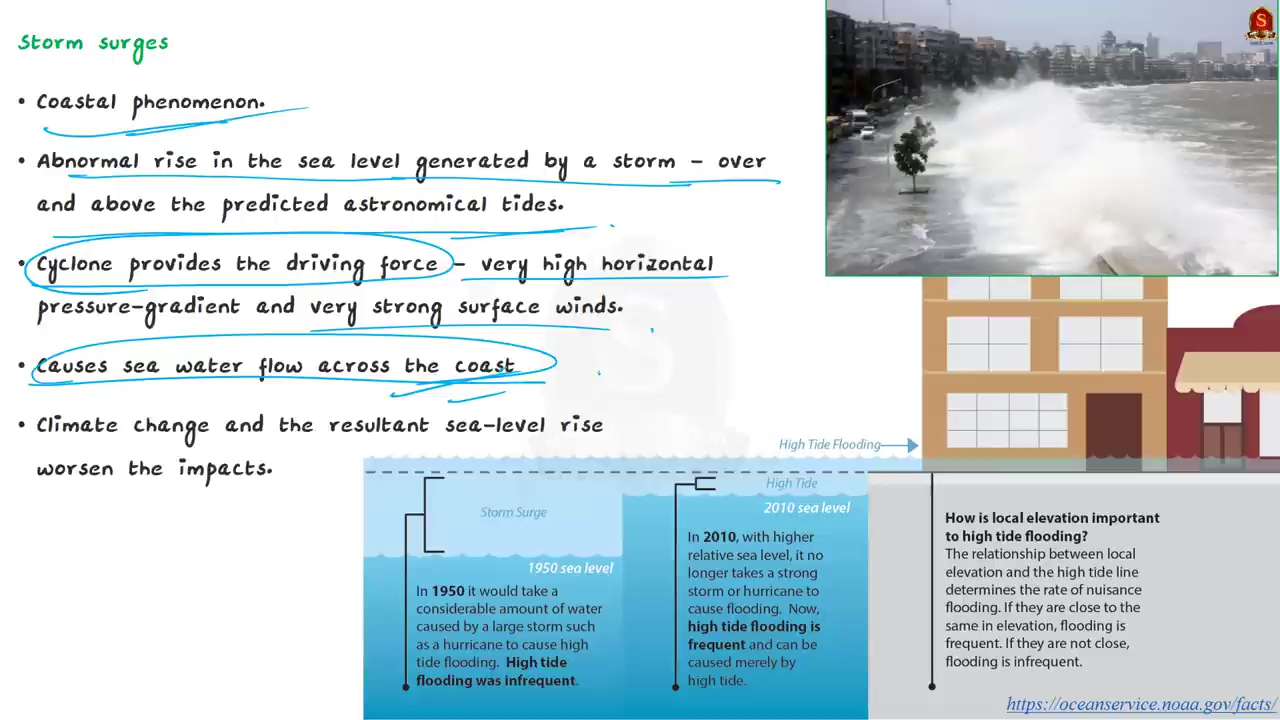 Storm surges
• Coastal phenomenon.
• Abnormal rise in the sea level generated by a storm – over
and above the predicted astronomical tides.
• Cyclone provides the driving force – very high horizontal
pressure-gradient and very strong surface winds.
• Causes sea water flow across the coast
• Climate change and the resultant sea-level rise
worsen the impacts.
High Tide Flooding
Storm Surge
1950 sea level
In 1950 it would take a
considerable amount of water
caused by a large storm such
as a hurricane to cause high
tide flooding. High tide
flooding was infrequent.
High Tide
2010 sea level
In 2010, with higher
relative sea level, it no
longer takes a strong
storm or hurricane to
cause flooding. Now,
high tide flooding is
frequent and can be
caused merely by
high tide.
How is local elevation important
to high tide flooding?
The relationship between local
elevation and the high tide line
determines the rate of nuisance
flooding. If they are close to the
same in elevation, flooding is
frequent. If they are not close,
flooding is infrequent.
https://oceanservice.noaa.gov/facts/